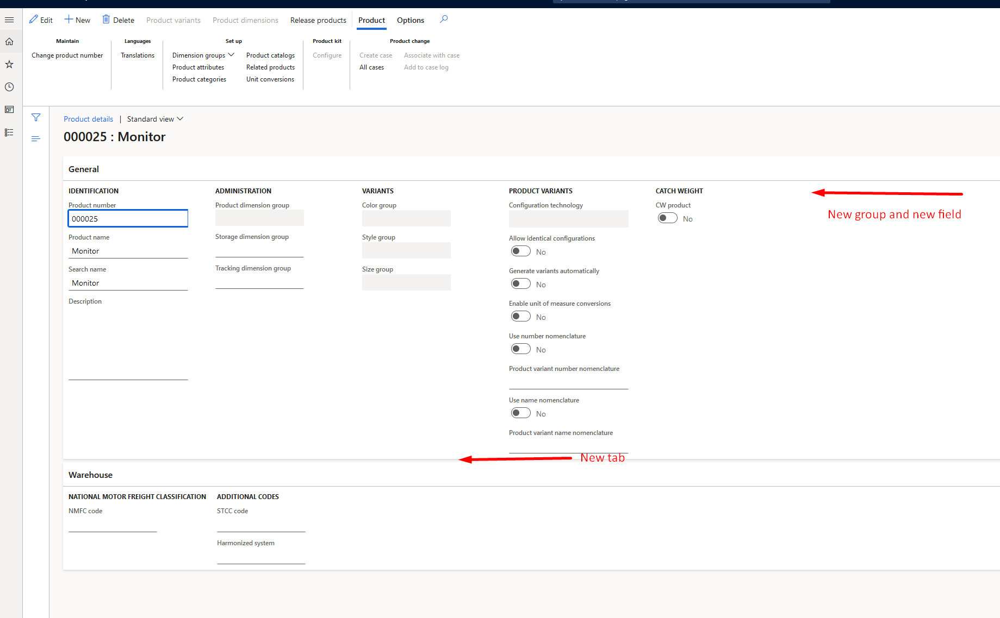 Edit New Delete Product variants Product dimensions Release products Product Options
Maintain Languages Set up Product kit Product change
Change product number Translations Dimension groups Product catalogs Configure Create case Associate with case
Product attributes Related products All cases Add to case log
Product categories Unit conversions
Product details | Standard view
000025 : Monitor
General
IDENTIFICATION
Product number
000025
Product name
Monitor
Search name
Monitor
Description
ADMINISTRATION
Product dimension group
Storage dimension group
Tracking dimension group
VARIANTS
Color group
Style group
Size group
PRODUCT VARIANTS
Configuration technology
Allow identical configurations
No
Generate variants automatically
No
Enable unit of measure conversions
No
Use number nomenclature
No
Product variant number nomenclature
Use name nomenclature
No
Product variant name nomenclature
CATCH WEIGHT
CW product
No
New group and new field
New tab
Warehouse
NATIONAL MOTOR FREIGHT CLASSIFICATION
NMFC code
ADDITIONAL CODES
STCC code
Harmonized system